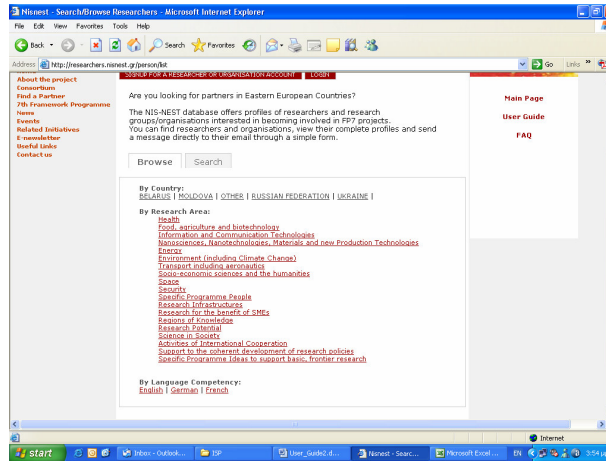 Nisnest - Search/Browse Researchers - Microsoft Internet Explorer
File Edit View Favorites Tools Help
Back Search Favorites
Address http://researchers.nisnest.gr/person/list Go Links
About the project
Consortium
Find a Partner
7th Framework Programme
News
Events
Related Initiatives
E-newsletter
Useful Links
Contact us
SIGNUP FOR A RESEARCHER OR ORGANISATION ACCOUNT LOGIN
Are you looking for partners in Eastern European Countries?
The NIS-NEST database offers profiles of researchers and research
groups/organisations interested in becoming involved in FP7 projects.
You can find researchers and organisations, view their complete profiles and send
a message directly to their email through a simple form.
Browse Search
By Country:
BELARUS | MOLDOVA | OTHER | RUSSIAN FEDERATION | UKRAINE |
By Research Area:
Health
Food, agriculture and biotechnology
Information and Communication Technologies
Nanosciences, Nanotechnologies, Materials and new Production Technologies
Energy
Environment (including Climate Change)
Transport including aeronautics
Socio-economic sciences and the humanities
Space
Security
Specific Programme People
Research Infrastructures
Research for the benefit of SMEs
Regions of Knowledge
Research Potential
Science in Society
Activities of International Cooperation
Support to the coherent development of research policies
Specific Programme Ideas to support basic, frontier research
By Language Competency:
English | German | French
Main Page
User Guide
FAQ
Internet
start Inbox - Outlook... ISP User_Guide2.d... Nisnest - Searc... Microsoft Excel ... EN 3:54 μμ